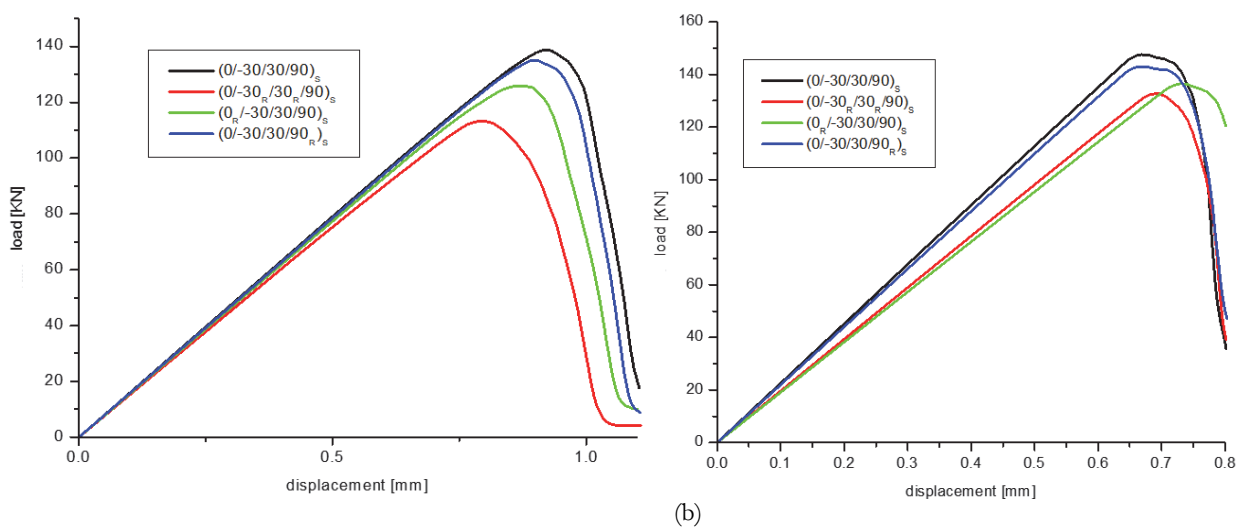 140
120
100
80
60
40
20
0
load [KN]
(0/-30/30/90)S
(0/-30R/30R/90)S
(0R/-30/30/90)S
(0/-30/30/90R)S
0.0 0.5 1.0
displacement [mm]
160
140
120
100
80
60
40
20
0
load [KN]
(0/-30/30/90)S
(0/-30R/30R/90)S
(0R/-30/30/90)S
(0/-30/30/90R)S
0.0 0.1 0.2 0.3 0.4 0.5 0.6 0.7 0.8
displacement [mm]
(b)